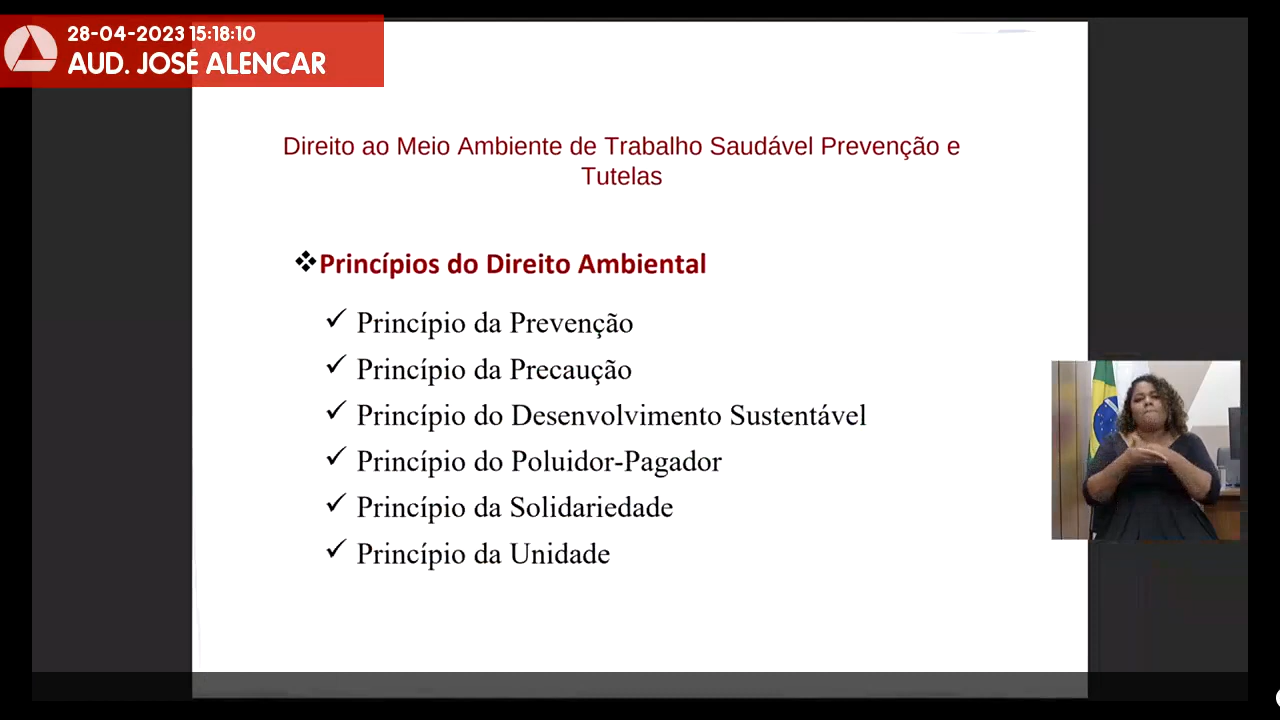 28-04-2023 15:18:10
AUD. JOSÉ ALENCAR
Direito ao Meio Ambiente de Trabalho Saudável Prevenção e
Tutelas
❖Princípios do Direito Ambiental
✓ Princípio da Prevenção
✓ Princípio da Precaução
✓ Princípio do Desenvolvimento Sustentável
✓ Princípio do Poluidor-Pagador
✓ Princípio da Solidariedade
✓ Princípio da Unidade